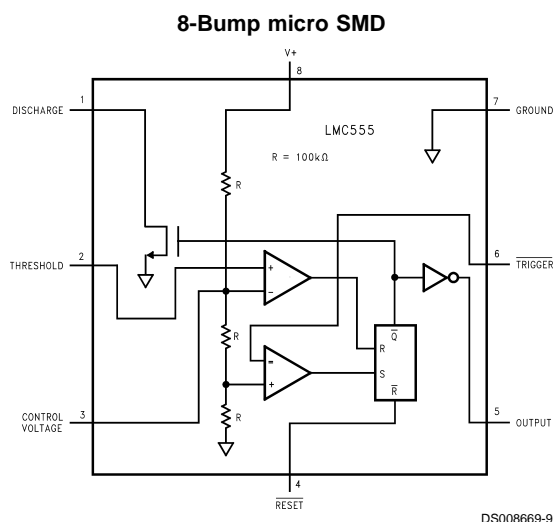 8-Bump micro SMD
V+
8
1
DISCHARGE
7
GROUND
LMC555
R = 100kΩ
R
2
THRESHOLD
6
TRIGGER
+
−
Q
R
R
S
R
=
+
R
3
CONTROL
VOLTAGE
5
OUTPUT
4
RESET
DS008669-9